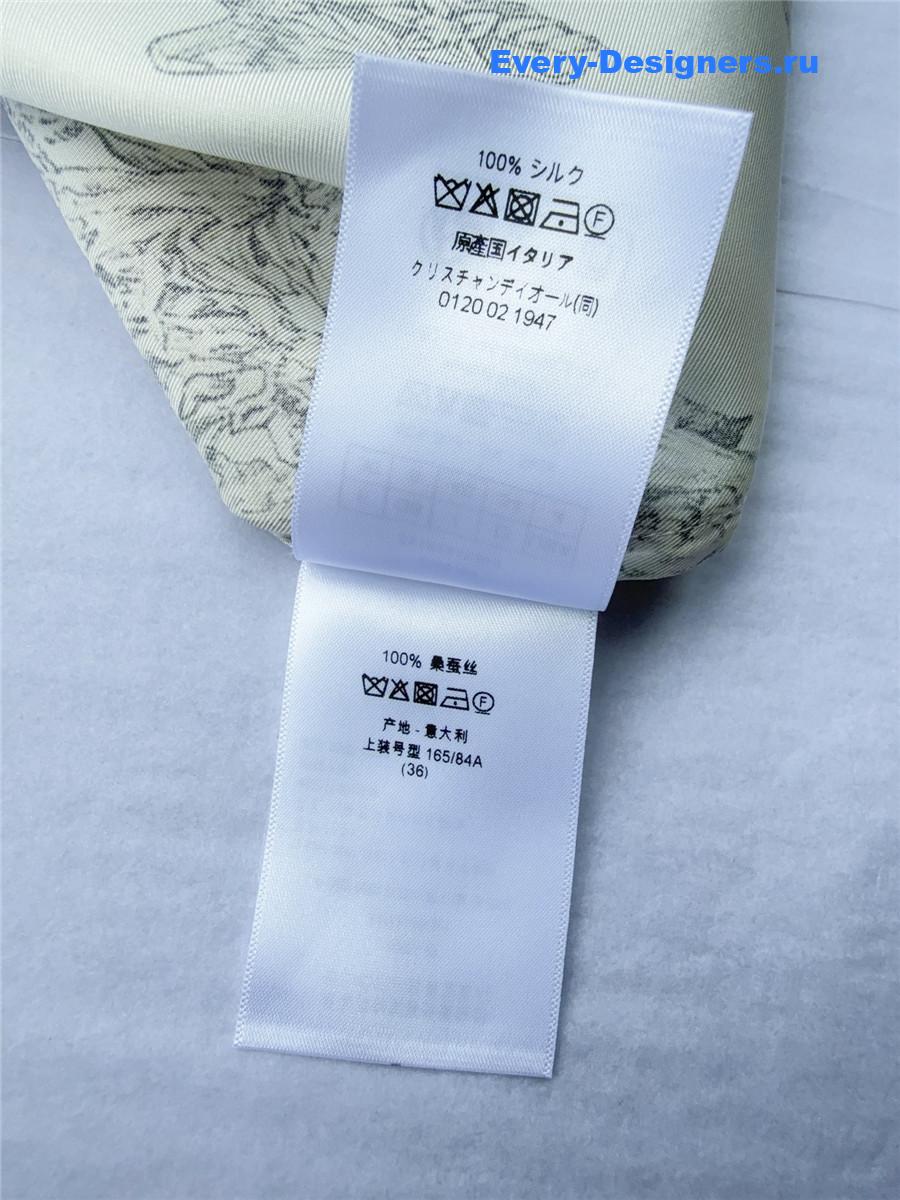 Every-Designers.ru
100% シルク
F
原產国イタリア
クリスチャンディオール(同)
0120 02 1947
100% 桑蚕丝
F
产地 - 意大利
上装号型 165/84A
(36)